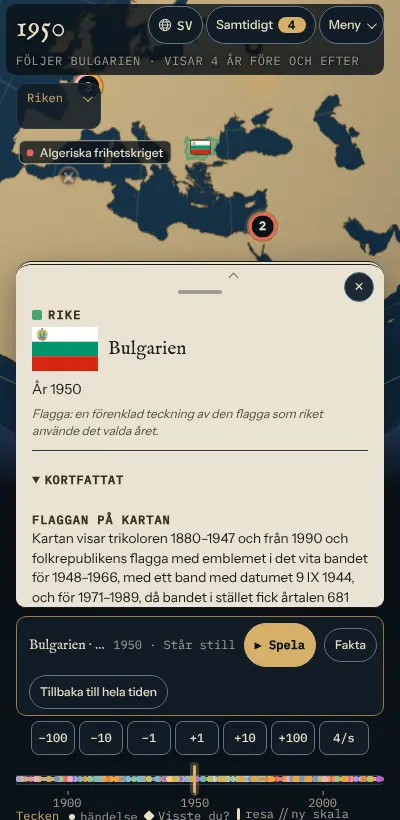 1950
SV
Samtidigt 4
Meny
FÖLJER BULGARIEN · VISAR 4 ÅR FÖRE OCH EFTER
3
Riken
Algeriska frihetskriget
2
RIKE
Bulgarien
År 1950
Flagga: en förenklad teckning av den flagga som riket
använde det valda året.
▼ KORTFATTAT
FLAGGAN PÅ KARTAN
Kartan visar trikoloren 1880–1947 och från 1990 och
folkrepublikens flagga med emblemet i det vita bandet
för 1948–1966, med ett band med datumet 9 IX 1944,
och för 1971–1989, då bandet i stället fick årtalen 681
Bulgarien · ... 1950 · Står still ▶ Spela Fakta
Tillbaka till hela tiden
−100 −10 −1 +1 +10 +100 4/s
1900 1950 2000
Tecken händelse Visste du? resa // ny skala